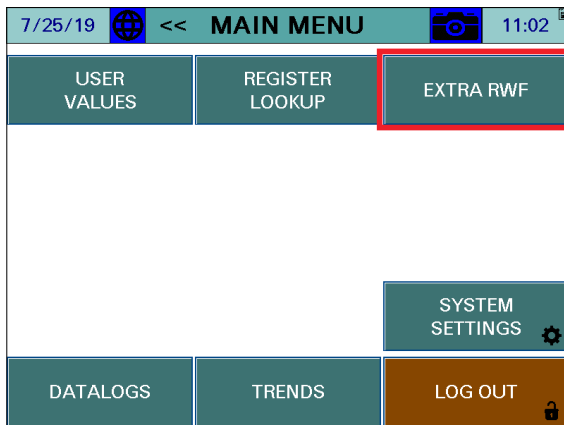 7/25/19 << MAIN MENU 11:02
USER
VALUES
REGISTER
LOOKUP
EXTRA RWF
SYSTEM
SETTINGS
DATALOGS
TRENDS
LOG OUT